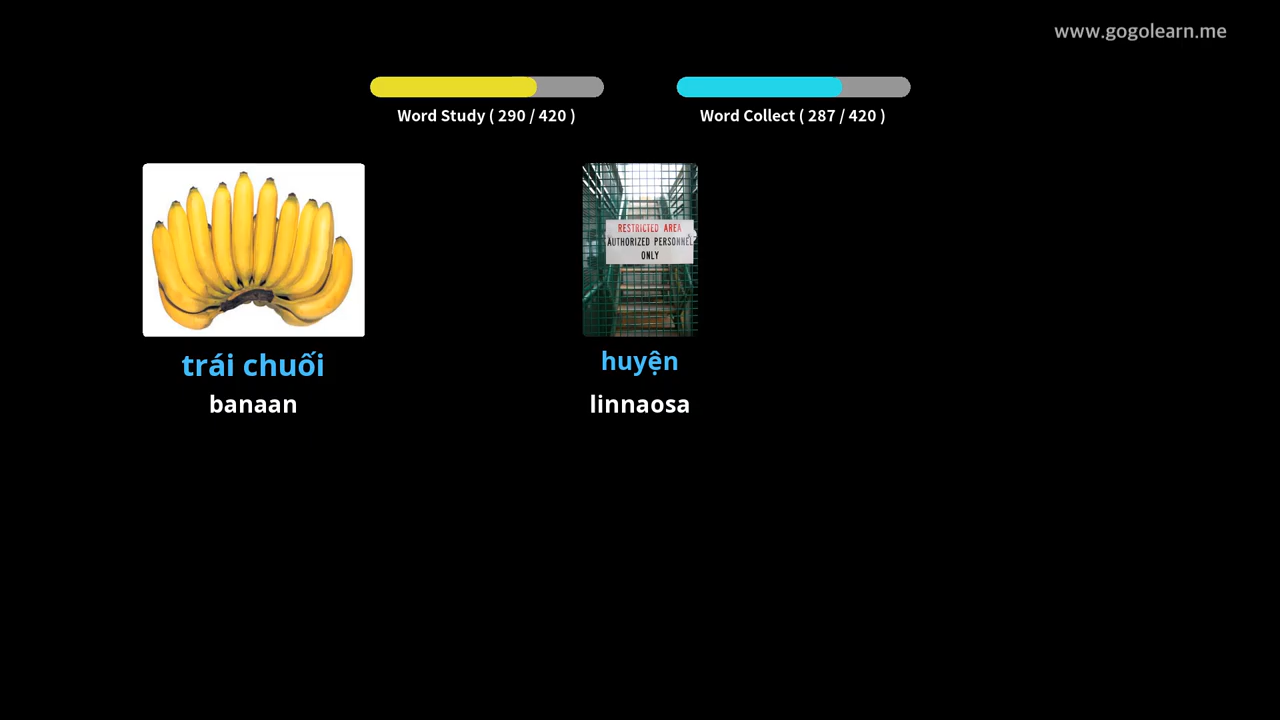 www.gogolearn.me
Word Study ( 290 / 420 )
Word Collect ( 287 / 420 )
RESTRICTED AREA
AUTHORIZED PERSONNEL
ONLY
trái chuối
huyện
banaan
linnaosa